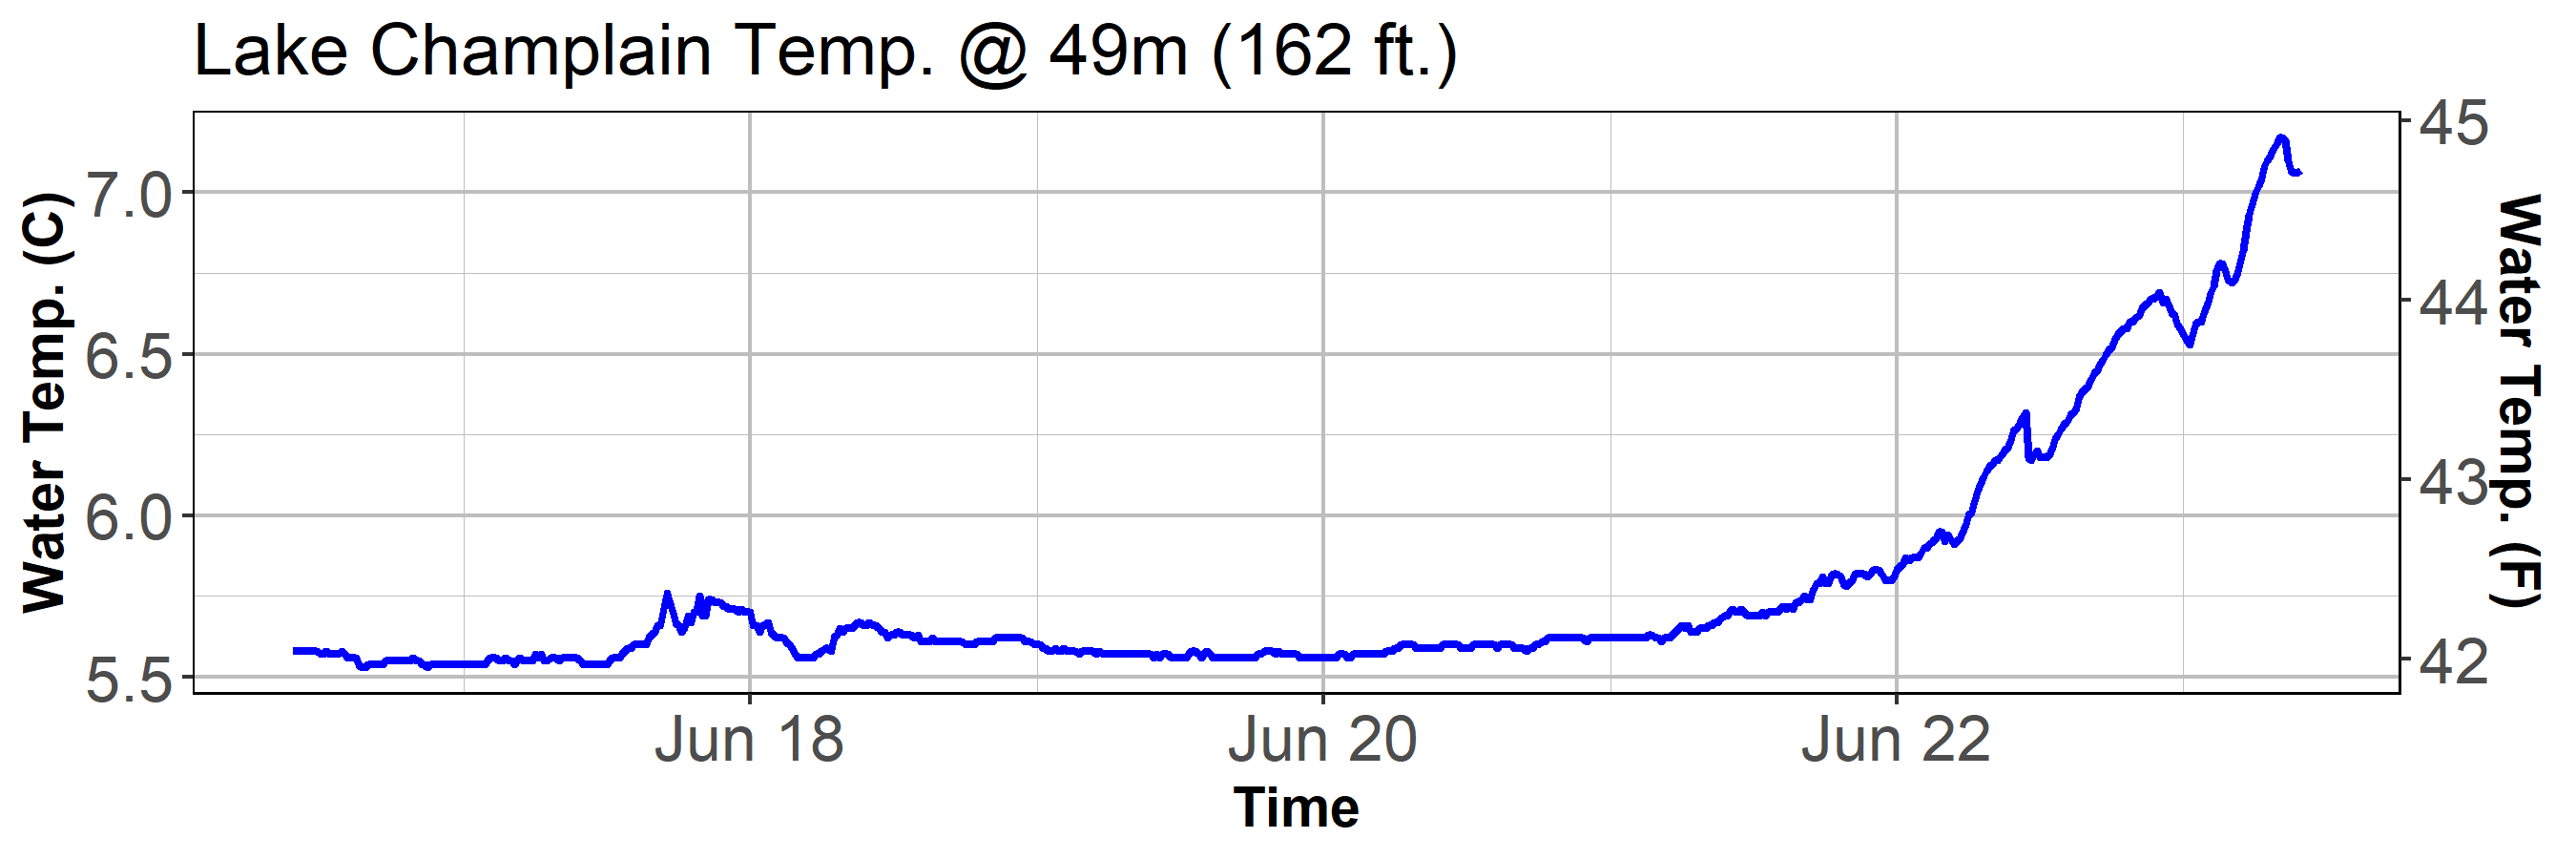 Lake Champlain Temp. @ 49m (162 ft.)
Water Temp. (C)
7.0
6.5
6.0
5.5
45
44
43
42
Water Temp. (F)
Jun 18 Jun 20 Jun 22
Time